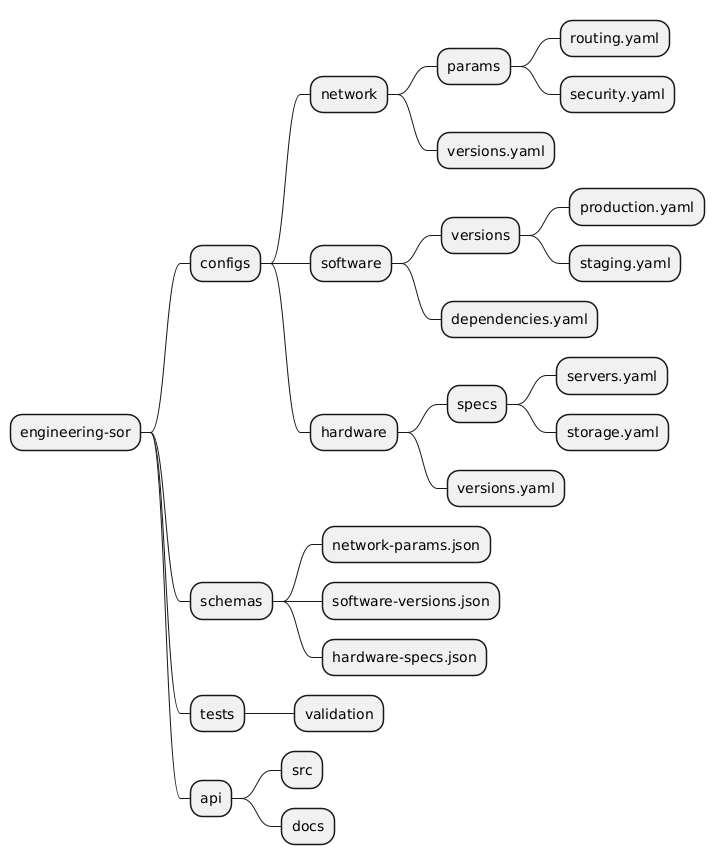 engineering-sor
configs
network
params
routing.yaml
security.yaml
versions.yaml
software
versions
production.yaml
staging.yaml
dependencies.yaml
hardware
specs
servers.yaml
storage.yaml
versions.yaml
schemas
network-params.json
software-versions.json
hardware-specs.json
tests
validation
api
src
docs